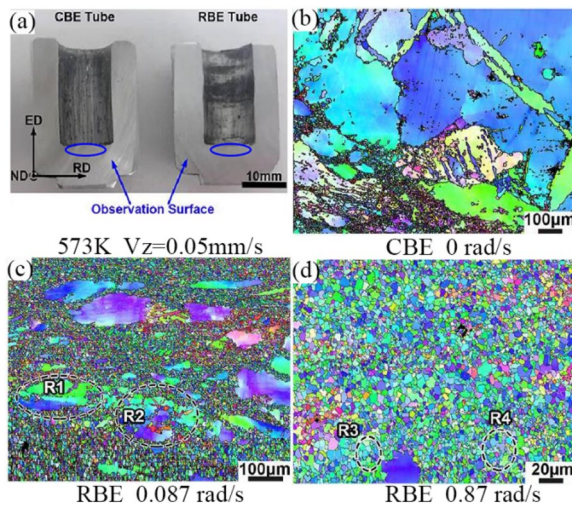 (a)
CBE Tube
RBE Tube
ED
RD
ND
10mm
Observation Surface
573K Vz=0.05mm/s
(b)
100μm
CBE 0 rad/s
(c)
R1
R2
100μm
RBE 0.087 rad/s
(d)
R3
R4
20μm
RBE 0.87 rad/s